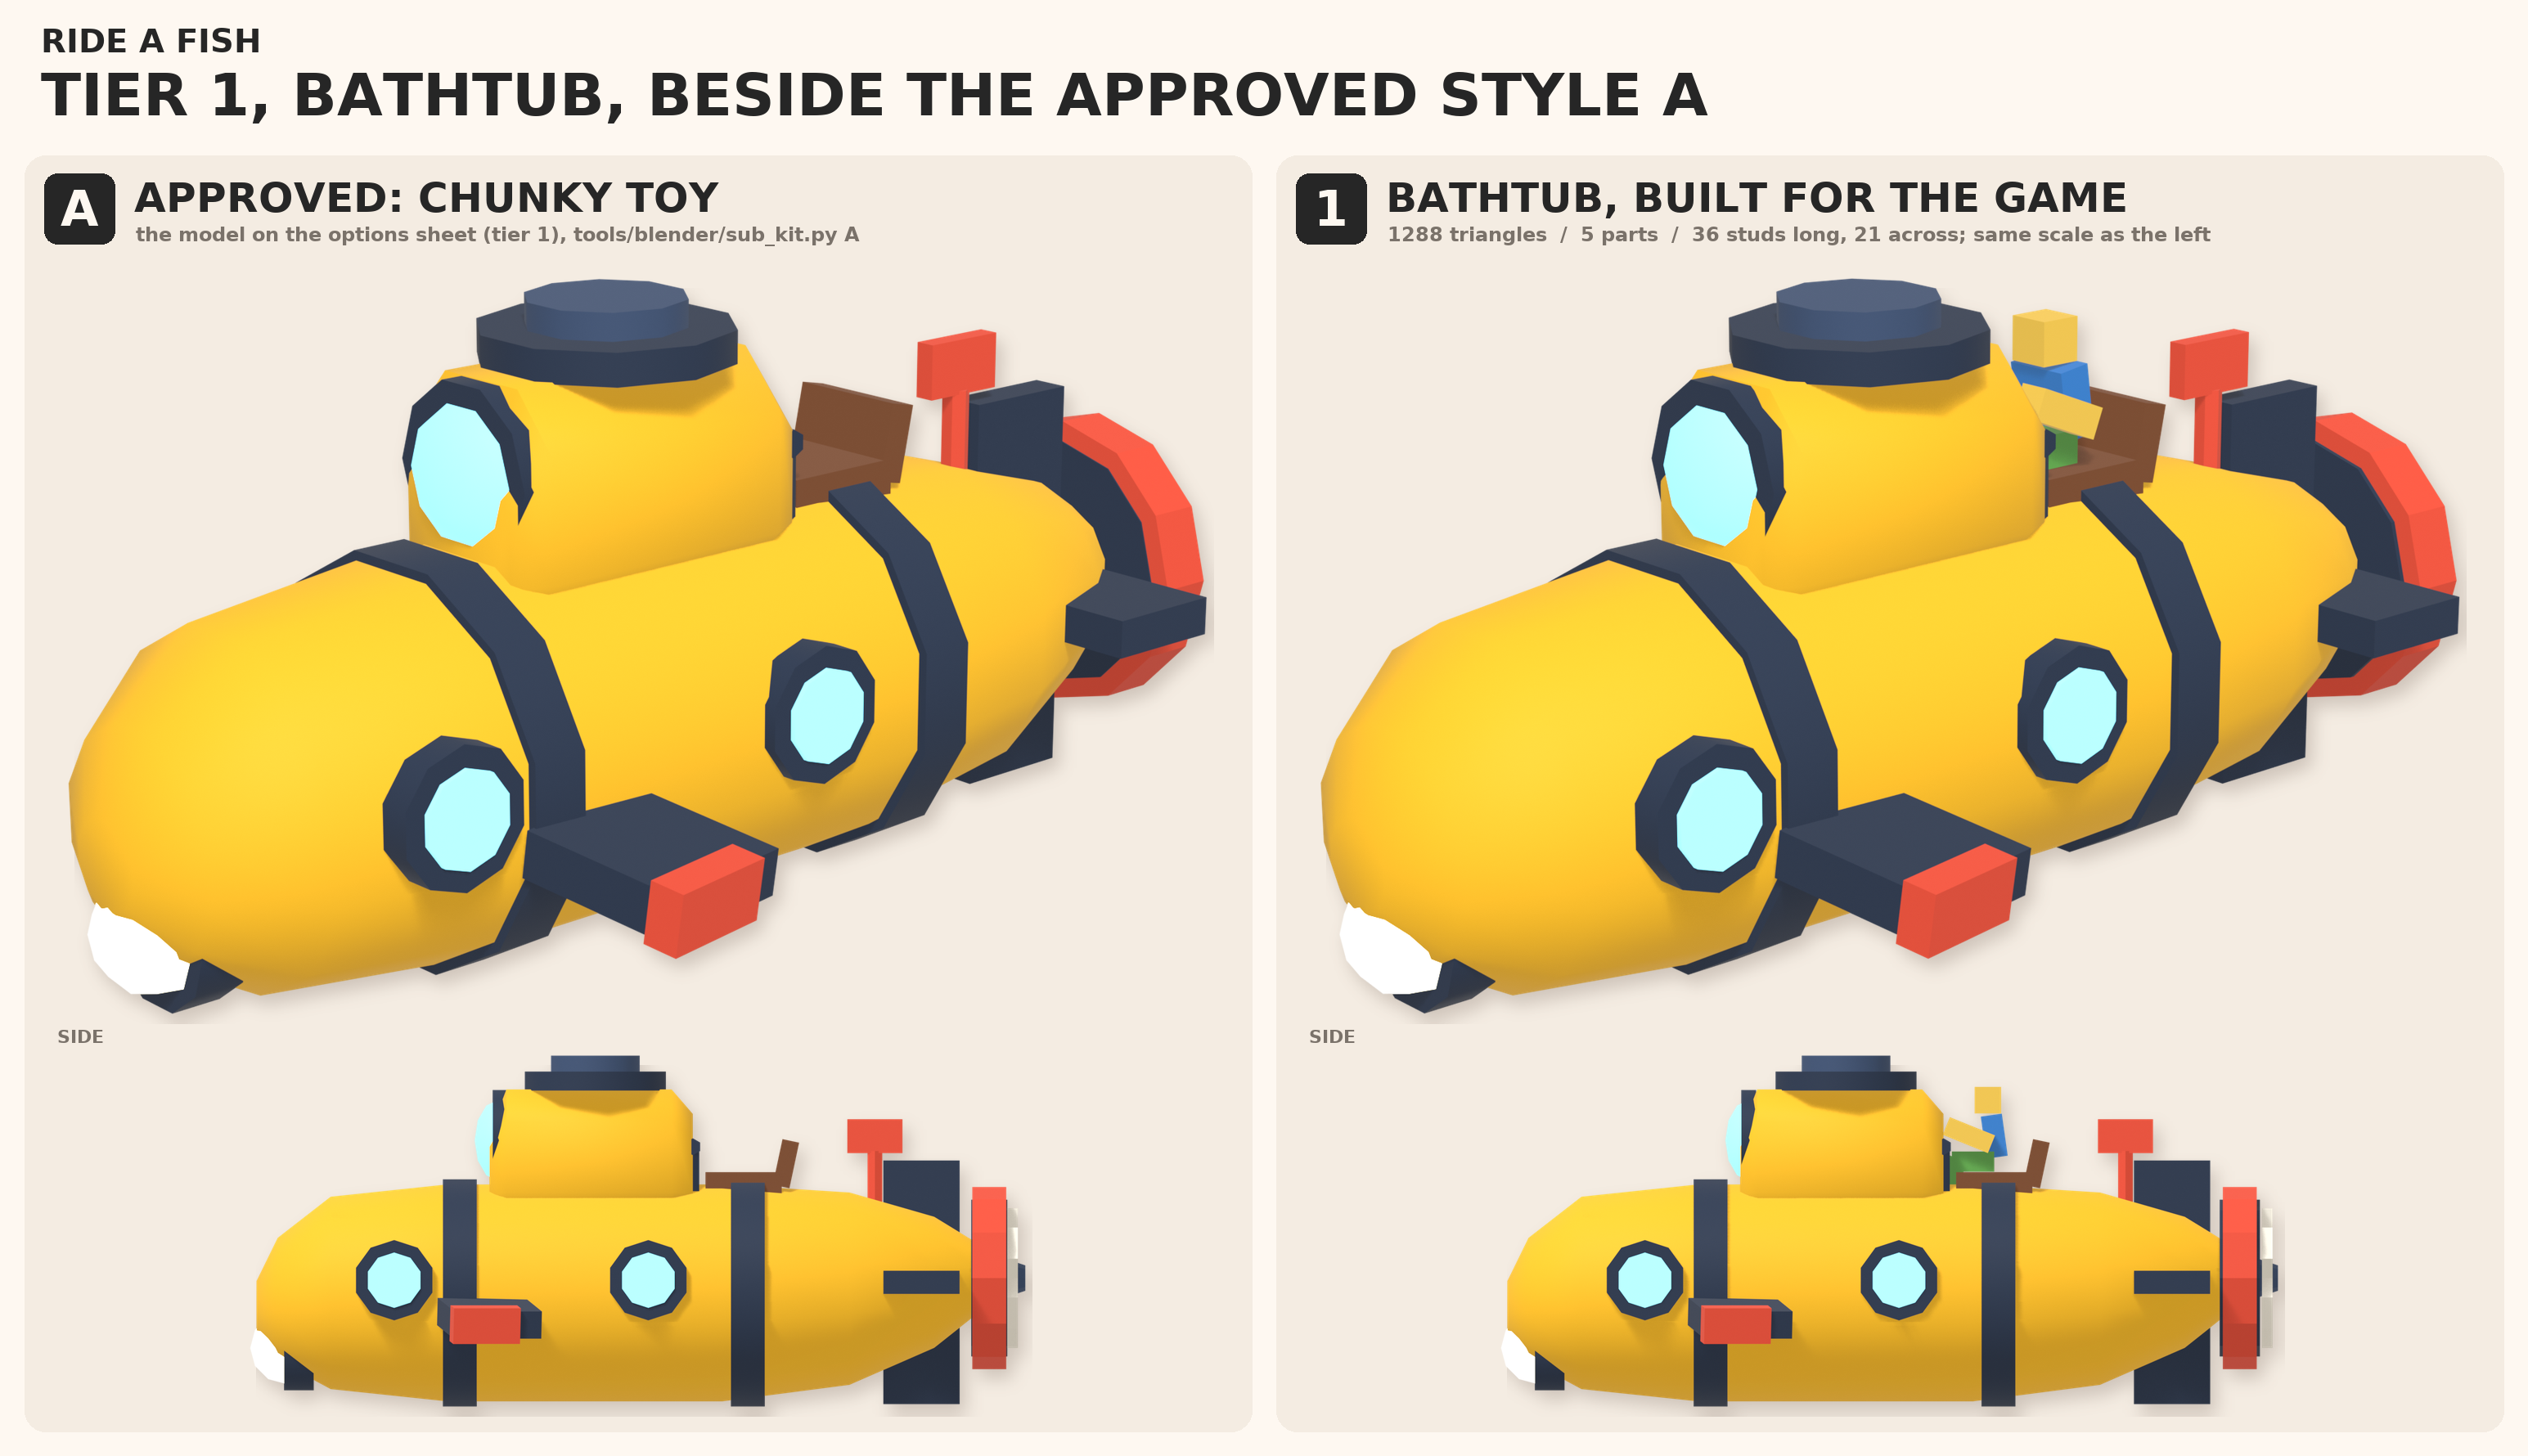 RIDE A FISH
TIER 1, BATHTUB, BESIDE THE APPROVED STYLE A
A
APPROVED: CHUNKY TOY
the model on the options sheet (tier 1), tools/blender/sub_kit.py A
SIDE
1
BATHTUB, BUILT FOR THE GAME
1288 triangles / 5 parts / 36 studs long, 21 across; same scale as the left
SIDE